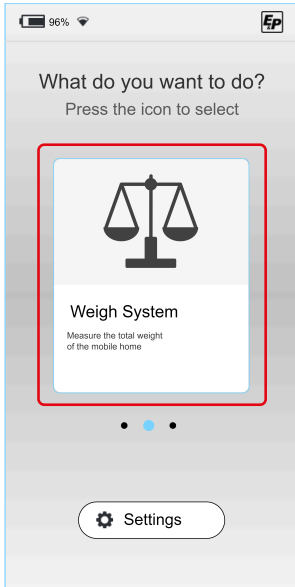 96%
EP
What do you want to do?
Press the icon to select
Weigh System
Measure the total weight
of the mobile home
Settings